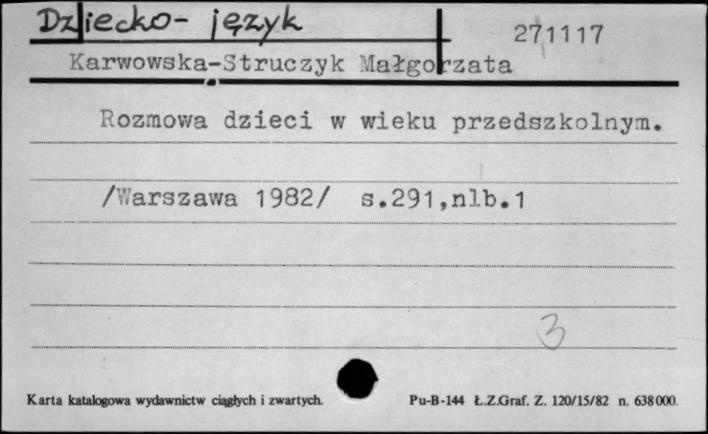 Dziecko- język
271117
Karwowska-Struczyk Małgorzata
Rozmowa dzieci w wieku przedszkolnym.
/Warszawa 1982/ s.291,nlb.1
3
Karta katalogowa wydawnictw ciągłych i zwartych. Pu-B-144 Ł.Z.Graf. Z. 120/15/82 n. 638000.